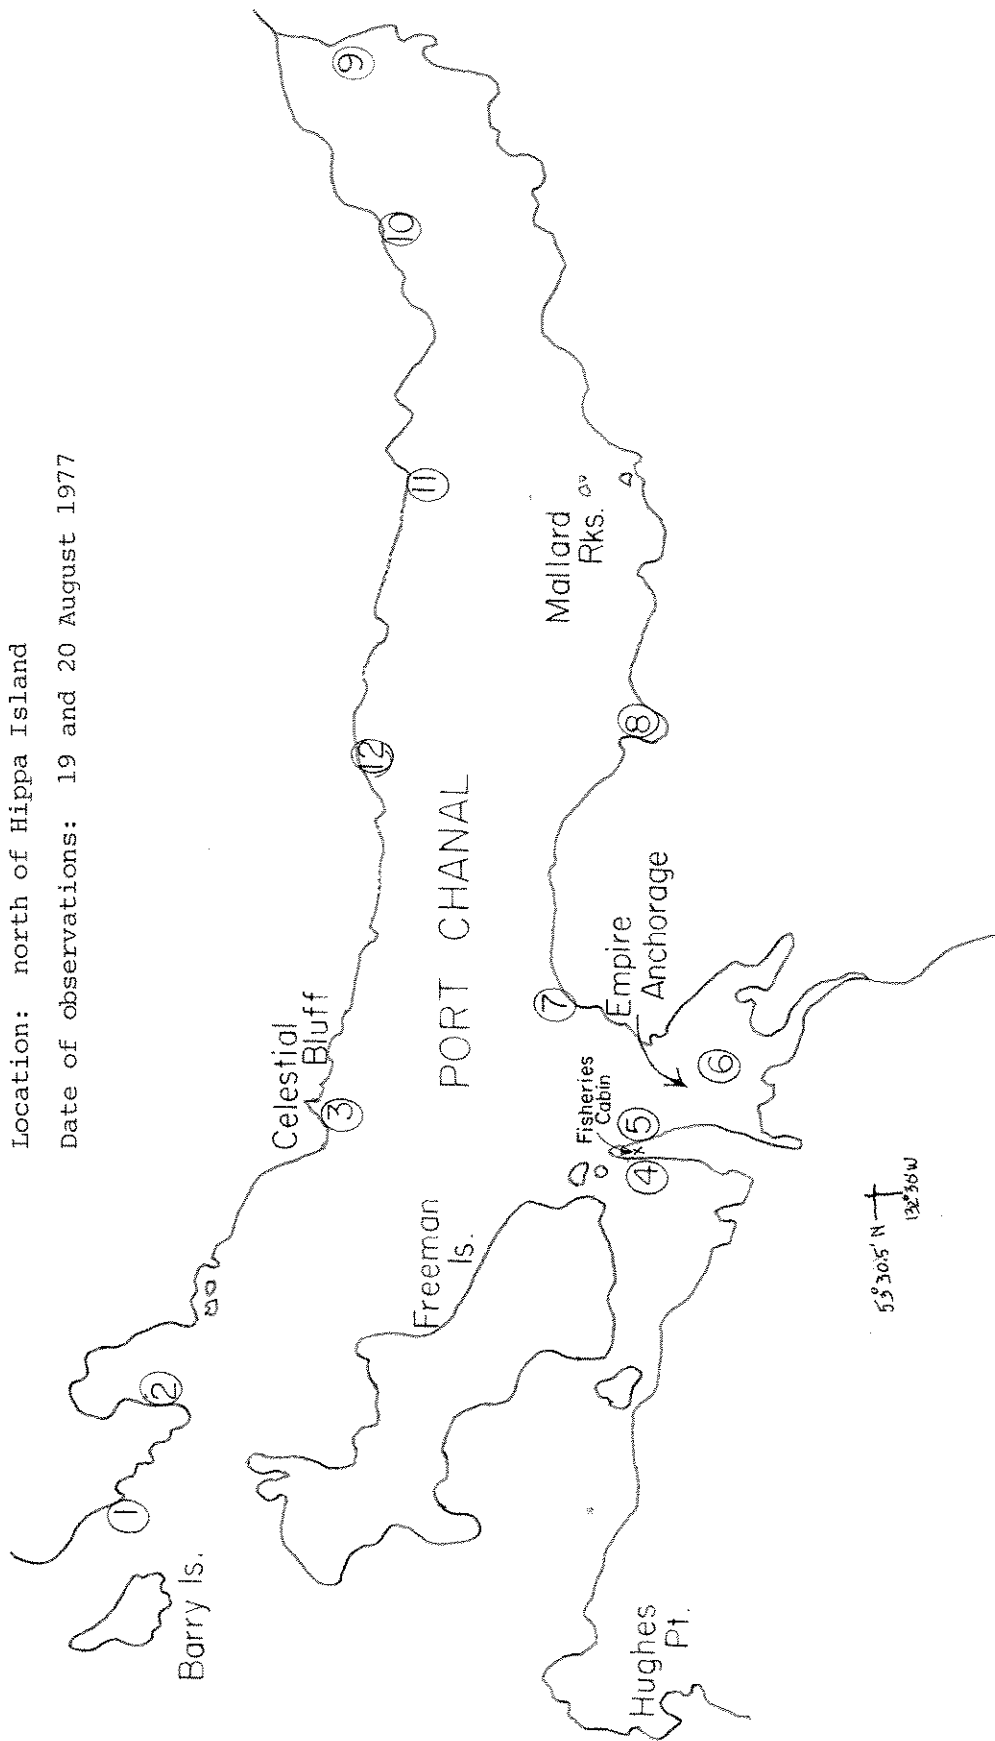 Location: north of Hippa Island
Date of observations: 19 and 20 August 1977
1
Barry Is.
2
Celestial
Bluff
3
12
11
10
9
PORT CHANAL
Freeman
Is.
Mallard
Rks.
Hughes
Pt.
Fisheries
Cabin
4
5
6
Empire
Anchorage
7
8
53°30.5' N
132°36'W